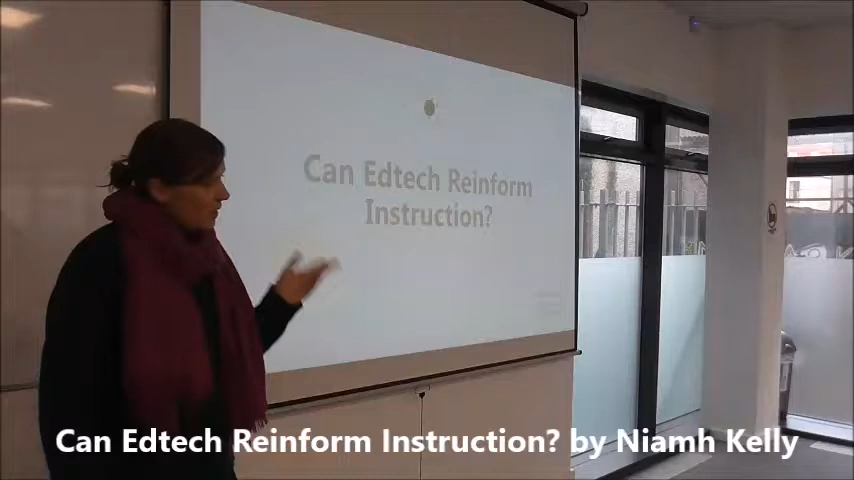 Can Edtech Reinform
Instruction?
Can Edtech Reinform Instruction? by Niamh Kelly